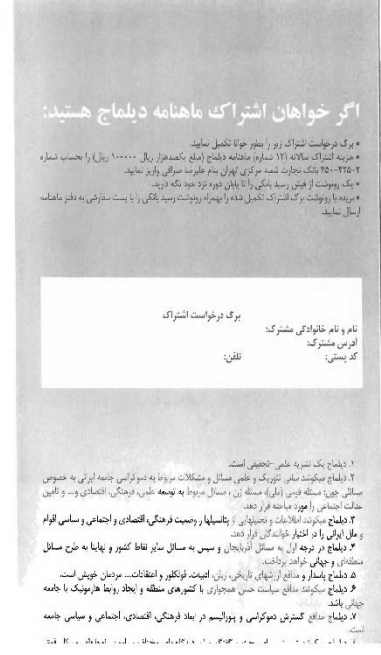 اگر خواهان اشتراک ماهنامه دیلماج هستید:
• برگ درخواست اشتراک زیر را بطور خوانا تکمیل نمایید.
• هزینه اشتراک سالانه (۱۲ شماره) ماهنامه دیلماج (مبلغ یکصدهزار ریال ۱۰۰۰۰۰ ریال) را بحساب شماره
بانک تجارت شعبه مرکزی تهران بنام علیرضا صرافی واریز نمایید.
• یک رونوشت از فیش رسید بانکی را تا پایان دوره نزد خود نگه دارید.
• بریده یا رونوشت برگ اشتراک تکمیل شده را بهمراه رونوشت رسید بانکی را با پست سفارشی به دفتر ماهنامه
ارسال نمایید.
برگ درخواست اشتراک
نام و نام خانوادگی مشترک:
آدرس مشترک:
کد پستی: تلفن:
۱. دیلماج یک نشریه علمی-تحقیقی است.
۲. دیلماج میکوشد مبانی تئوریک و علمی مسائل و مشکلات مربوط به دموکراسی جامعه ایرانی به خصوص
مسائلی چون: مسئله قومی (ملی)، مسئله زن، مسائل مربوط به توسعه علمی، فرهنگی، اقتصادی و... و تامین
عدالت اجتماعی را مورد مباحثه قرار دهد.
۳. دیلماج میکوشد اطلاعات و تحلیلهایی از پتانسیلها و وضعیت فرهنگی، اقتصادی و اجتماعی و سیاسی اقوام
و ملل ایرانی را در اختیار خوانندگان قرار دهد.
۴. دیلماج در درجه اول به مسائل آذربایجان و سپس به مسائل سایر نقاط کشور و نهایتا به طرح مسائل
منطقه‌ای و جهانی خواهد پرداخت.
۵. دیلماج پاسدار و مدافع ارزشهای تاریخی، زبان، ادبیات، فولکلور و اعتقادات... مردمان خویش است.
۶. دیلماج میکوشد مدافع سیاست حسن همجواری با کشورهای منطقه و ایجاد روابط هارمونیک با جامعه
جهانی باشد.
۷. دیلماج مدافع گسترش دموکراسی و پلورالیسم در ابعاد فرهنگی، اقتصادی، اجتماعی و سیاسی جامعه
است.